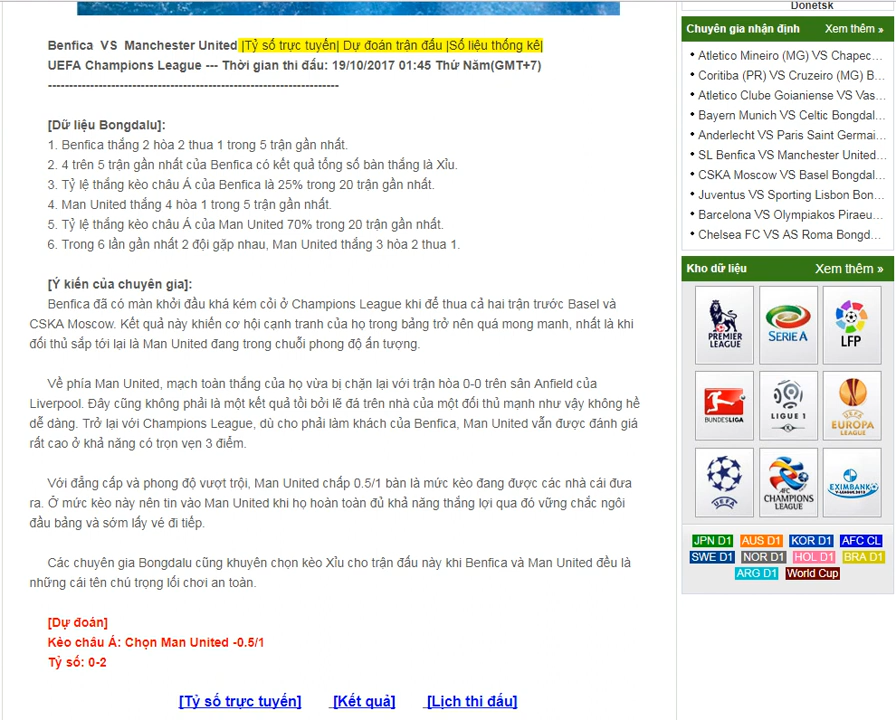 Benfica VS Manchester United |Tỷ số trực tuyến| Dự đoán trận đấu |Số liệu thống kê|
UEFA Champions League --- Thời gian thi đấu: 19/10/2017 01:45 Thứ Năm(GMT+7)
--------------------------------------------------------------------
[Dữ liệu Bongdalu]:
1. Benfica thắng 2 hòa 2 thua 1 trong 5 trận gần nhất.
2. 4 trên 5 trận gần nhất của Benfica có kết quả tổng số bàn thắng là Xỉu.
3. Tỷ lệ thắng kèo châu Á của Benfica là 25% trong 20 trận gần nhất.
4. Man United thắng 4 hòa 1 trong 5 trận gần nhất.
5. Tỷ lệ thắng kèo châu Á của Man United 70% trong 20 trận gần nhất.
6. Trong 6 lần gần nhất 2 đội gặp nhau, Man United thắng 3 hòa 2 thua 1.
[Ý kiến của chuyên gia]:
Benfica đã có màn khởi đầu khá kém cỏi ở Champions League khi để thua cả hai trận trước Basel và
CSKA Moscow. Kết quả này khiến cơ hội cạnh tranh của họ trong bảng trở nên quá mong manh, nhất là khi
đối thủ sắp tới lại là Man United đang trong chuỗi phong độ ấn tượng.
Về phía Man United, mạch toàn thắng của họ vừa bị chặn lại với trận hòa 0-0 trên sân Anfield của
Liverpool. Đây cũng không phải là một kết quả tồi bởi lẽ đá trên nhà của một đối thủ mạnh như vậy không hề
dễ dàng. Trở lại với Champions League, dù cho phải làm khách của Benfica, Man United vẫn được đánh giá
rất cao ở khả năng có trọn vẹn 3 điểm.
Với đẳng cấp và phong độ vượt trội, Man United chấp 0.5/1 bàn là mức kèo đang được các nhà cái đưa
ra. Ở mức kèo này nên tin vào Man United khi họ hoàn toàn đủ khả năng thắng lợi qua đó vững chắc ngôi
đầu bảng và sớm lấy vé đi tiếp.
Các chuyên gia Bongdalu cũng khuyên chọn kèo Xỉu cho trận đấu này khi Benfica và Man United đều là
những cái tên chú trọng lối chơi an toàn.
[Dự đoán]
Kèo châu Á: Chọn Man United -0.5/1
Tỷ số: 0-2
[Tỷ số trực tuyến] [Kết quả] [Lịch thi đấu]
Donetsk
Chuyên gia nhận định Xem thêm »
Atletico Mineiro (MG) VS Chapec...
Coritiba (PR) VS Cruzeiro (MG) B...
Atletico Clube Goianiense VS Vas...
Bayern Munich VS Celtic Bongdal...
Anderlecht VS Paris Saint Germai...
SL Benfica VS Manchester United...
CSKA Moscow VS Basel Bongdal...
Juventus VS Sporting Lisbon Bon...
Barcelona VS Olympiakos Piraeu...
Chelsea FC VS AS Roma Bongd...
Kho dữ liệu Xem thêm »
PREMIER LEAGUE SERIE A LFP
BUNDESLIGA LIGUE 1 UEFA EUROPA LEAGUE
UEFA AFC CHAMPIONS LEAGUE EXIMBANK V-LEAGUE 2012
JPN D1 AUS D1 KOR D1 AFC CL
SWE D1 NOR D1 HOL D1 BRA D1
ARG D1 World Cup